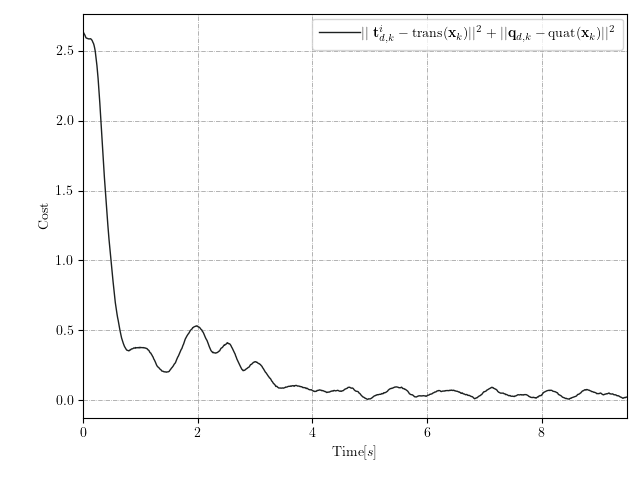 || t^i_{d,k} − trans(x_k)||^2 + ||q_{d,k} − quat(x_k)||^2
2.5
2.0
1.5
1.0
0.5
0.0
Cost
0 2 4 6 8
Time[s]